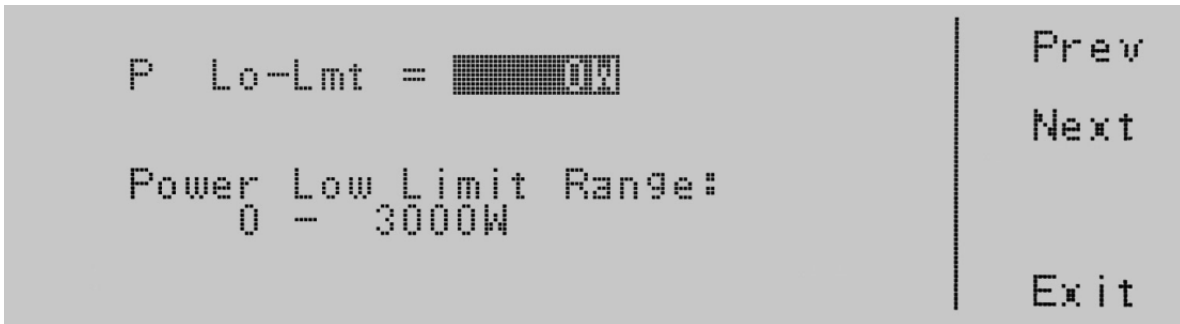 P Lo-Lmt = 0W
Power Low Limit Range:
0 - 3000W
Prev
Next
Exit